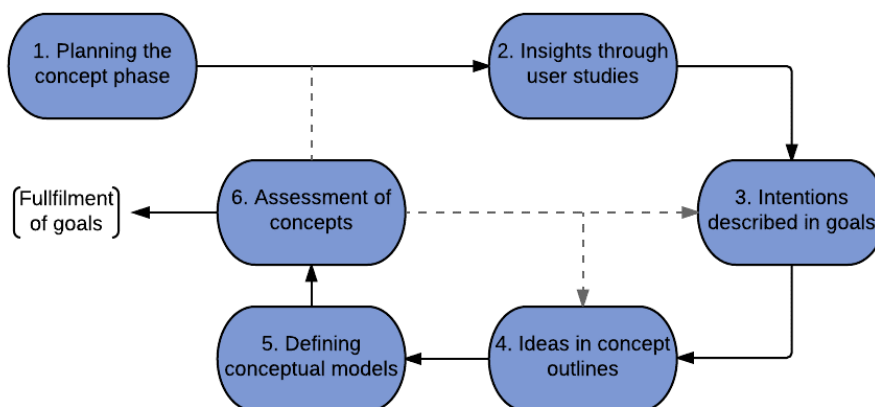 1. Planning the
concept phase
2. Insights through
user studies
3. Intentions
described in goals
4. Ideas in concept
outlines
5. Defining
conceptual models
6. Assessment of
concepts
Fullfilment
of goals